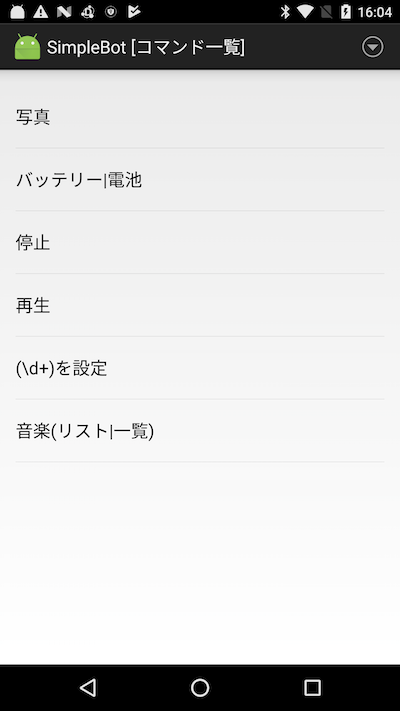 16:04
SimpleBot [コマンド一覧]
写真
バッテリー|電池
停止
再生
(\d+)を設定
音楽(リスト|一覧)